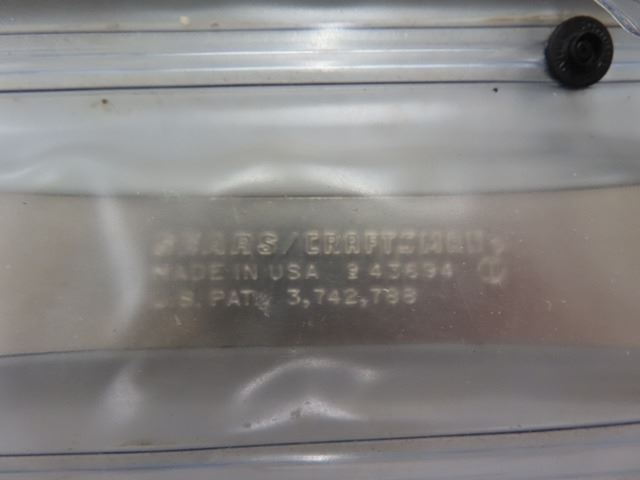 SEARS/CRAFTSMAN
MADE IN USA 9 43694
U.S. PAT. 3,742,788